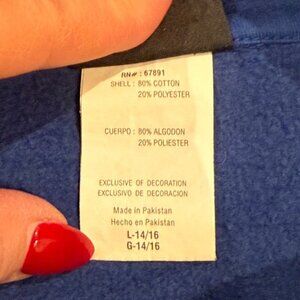 RN# : 67891
SHELL : 80% COTTON
20% POLYESTER
CUERPO : 80% ALGODON
20% POLIESTER
EXCLUSIVE OF DECORATION
EXCLUSIVO DE DECORACION
Made in Pakistan
Hecho en Pakistan
L-14/16
G-14/16